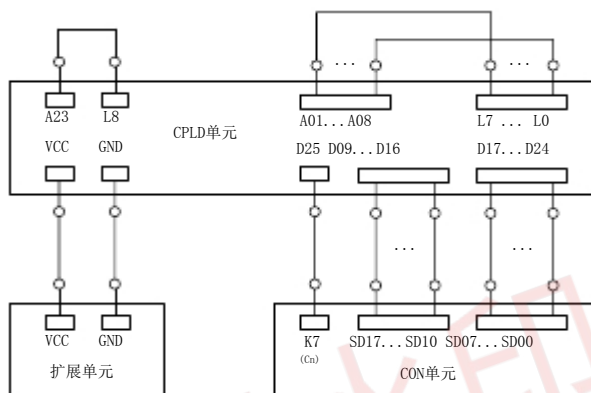 A23 L8 CPLD单元 A01...A08 L7 ... L0
VCC GND D25 D09...D16 D17...D24
... ...
... ...
VCC GND K7 SD17...SD10 SD07...SD00
(Cn)
扩展单元 CON单元